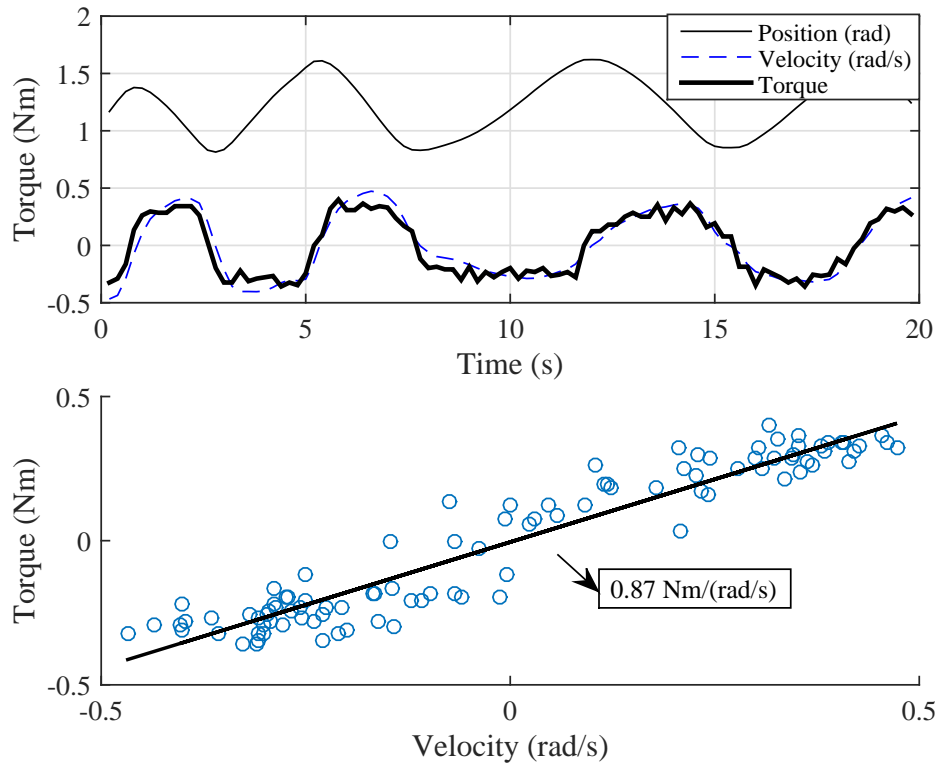 2
1.5
1
0.5
0
-0.5
Torque (Nm)
Position (rad)
Velocity (rad/s)
Torque
0
5
10
15
20
Time (s)
0.5
0
-0.5
Torque (Nm)
0.87 Nm/(rad/s)
-0.5
0
0.5
Velocity (rad/s)